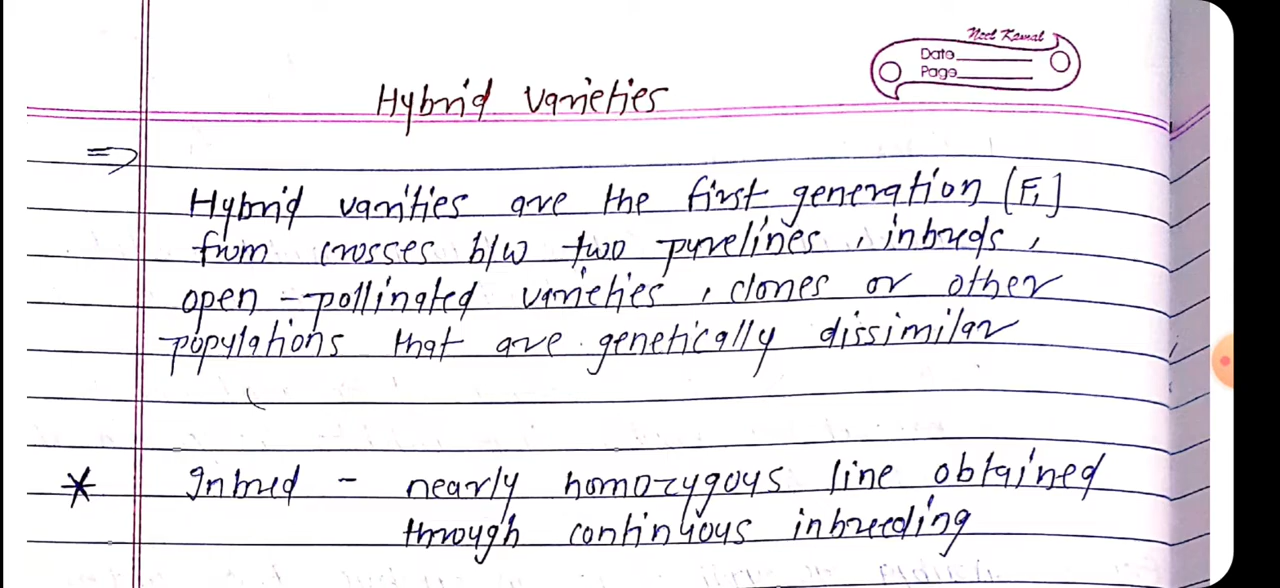 Neel Kamal
Date
Page
Hybrid varieties
⇒
Hybrid varities are the first generation (F1]
from crosses b/w two purelines, inbreds,
open-pollinated varieties, clones or other
populations that are genetically dissimilar
* Inbred - nearly homozygous line obtained
through continuous inbreeding